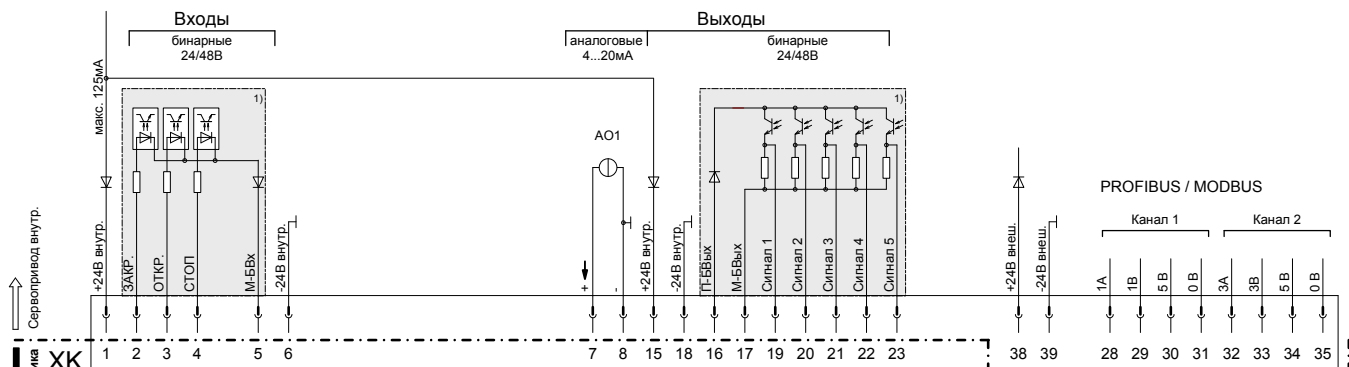 Входы
Выходы
бинарные
24/48В
аналоговые
4...20мА
бинарные
24/48В
макс. 125мА
1)
1)
AO1
PROFIBUS / MODBUS
Канал 1
Канал 2
Сервопривод внутр.
+24В внутр.
ЗАКР.
ОТКР.
СТОП
М-БВх
-24В внутр.
+
-
+24В внутр.
-24В внутр.
П-БВых
М-БВых
Сигнал 1
Сигнал 2
Сигнал 3
Сигнал 4
Сигнал 5
+24В внеш.
-24В внеш.
1A
1B
5 В
0 В
3A
3B
5 В
0 В
XK 1 2 3 4 5 6 7 8 15 18 16 17 19 20 21 22 23 38 39 28 29 30 31 32 33 34 35